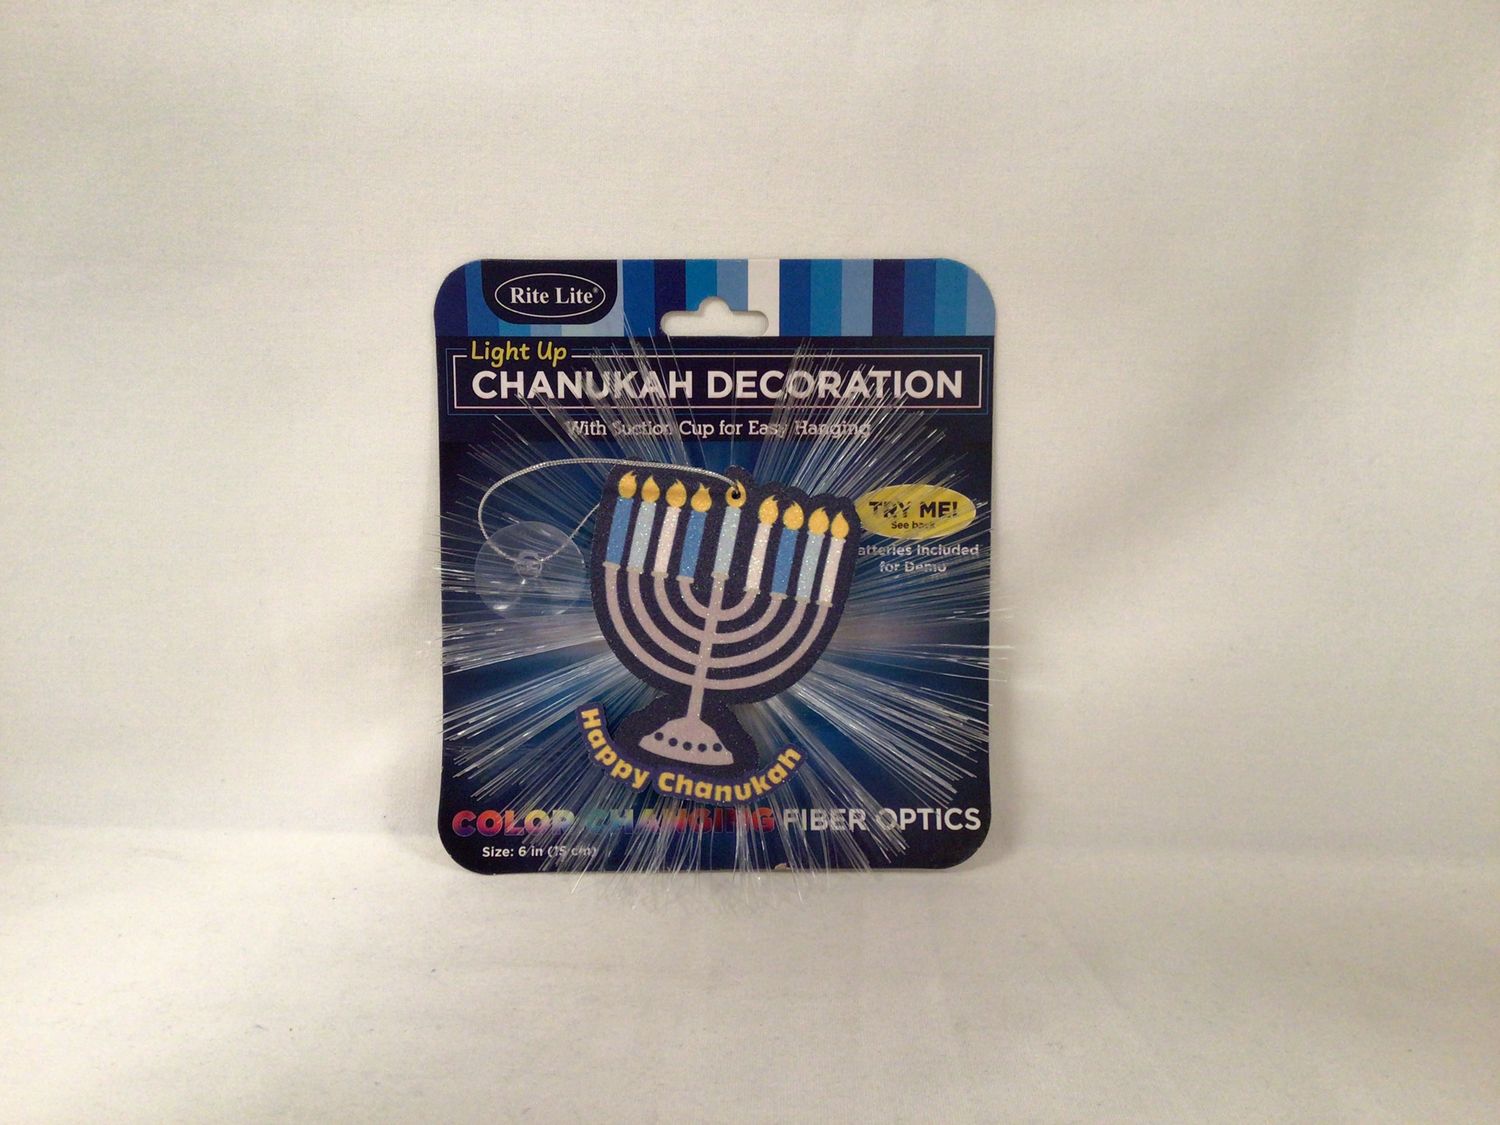 Rite Lite®
Light Up
CHANUKAH DECORATION
With Suction Cup for Easy Hanging
TRY ME!
See back
Batteries Included
for Demo
Happy Chanukah
COLOR CHANGING FIBER OPTICS
Size: 6 in (15 cm)